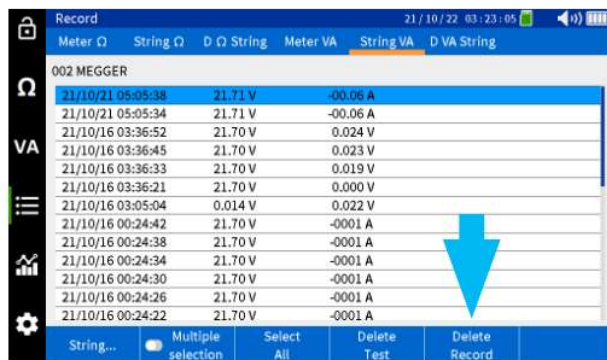 Record 21/10/22 03:23:05
Meter Ω String Ω D Ω String Meter VA String VA D VA String
002 MEGGER
Ω
VA
21/10/21 05:05:38 21.71 V -00.06 A
21/10/21 05:05:34 21.71 V -00.06 A
21/10/16 03:36:52 21.70 V 0.024 V
21/10/16 03:36:45 21.70 V 0.023 V
21/10/16 03:36:33 21.70 V 0.019 V
21/10/16 03:36:21 21.70 V 0.000 V
21/10/16 03:05:04 0.014 V 0.022 V
21/10/16 00:24:42 21.70 V -0001 A
21/10/16 00:24:38 21.70 V -0001 A
21/10/16 00:24:34 21.70 V -0001 A
21/10/16 00:24:30 21.70 V -0001 A
21/10/16 00:24:26 21.70 V -0001 A
21/10/16 00:24:22 21.70 V -0001 A
String...
Multiple
selection
Select
All
Delete
Test
Delete
Record